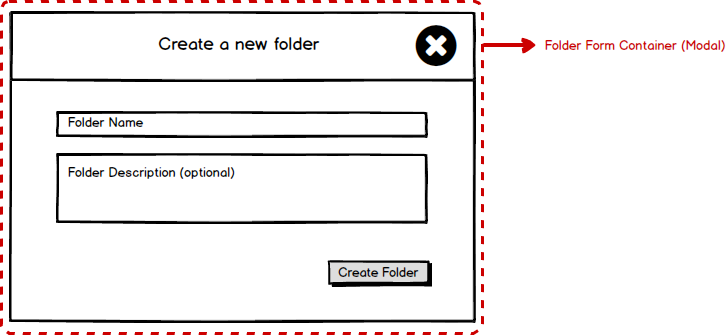 Create a new folder
Folder Form Container (Modal)
Folder Name
Folder Description (optional)
Create Folder